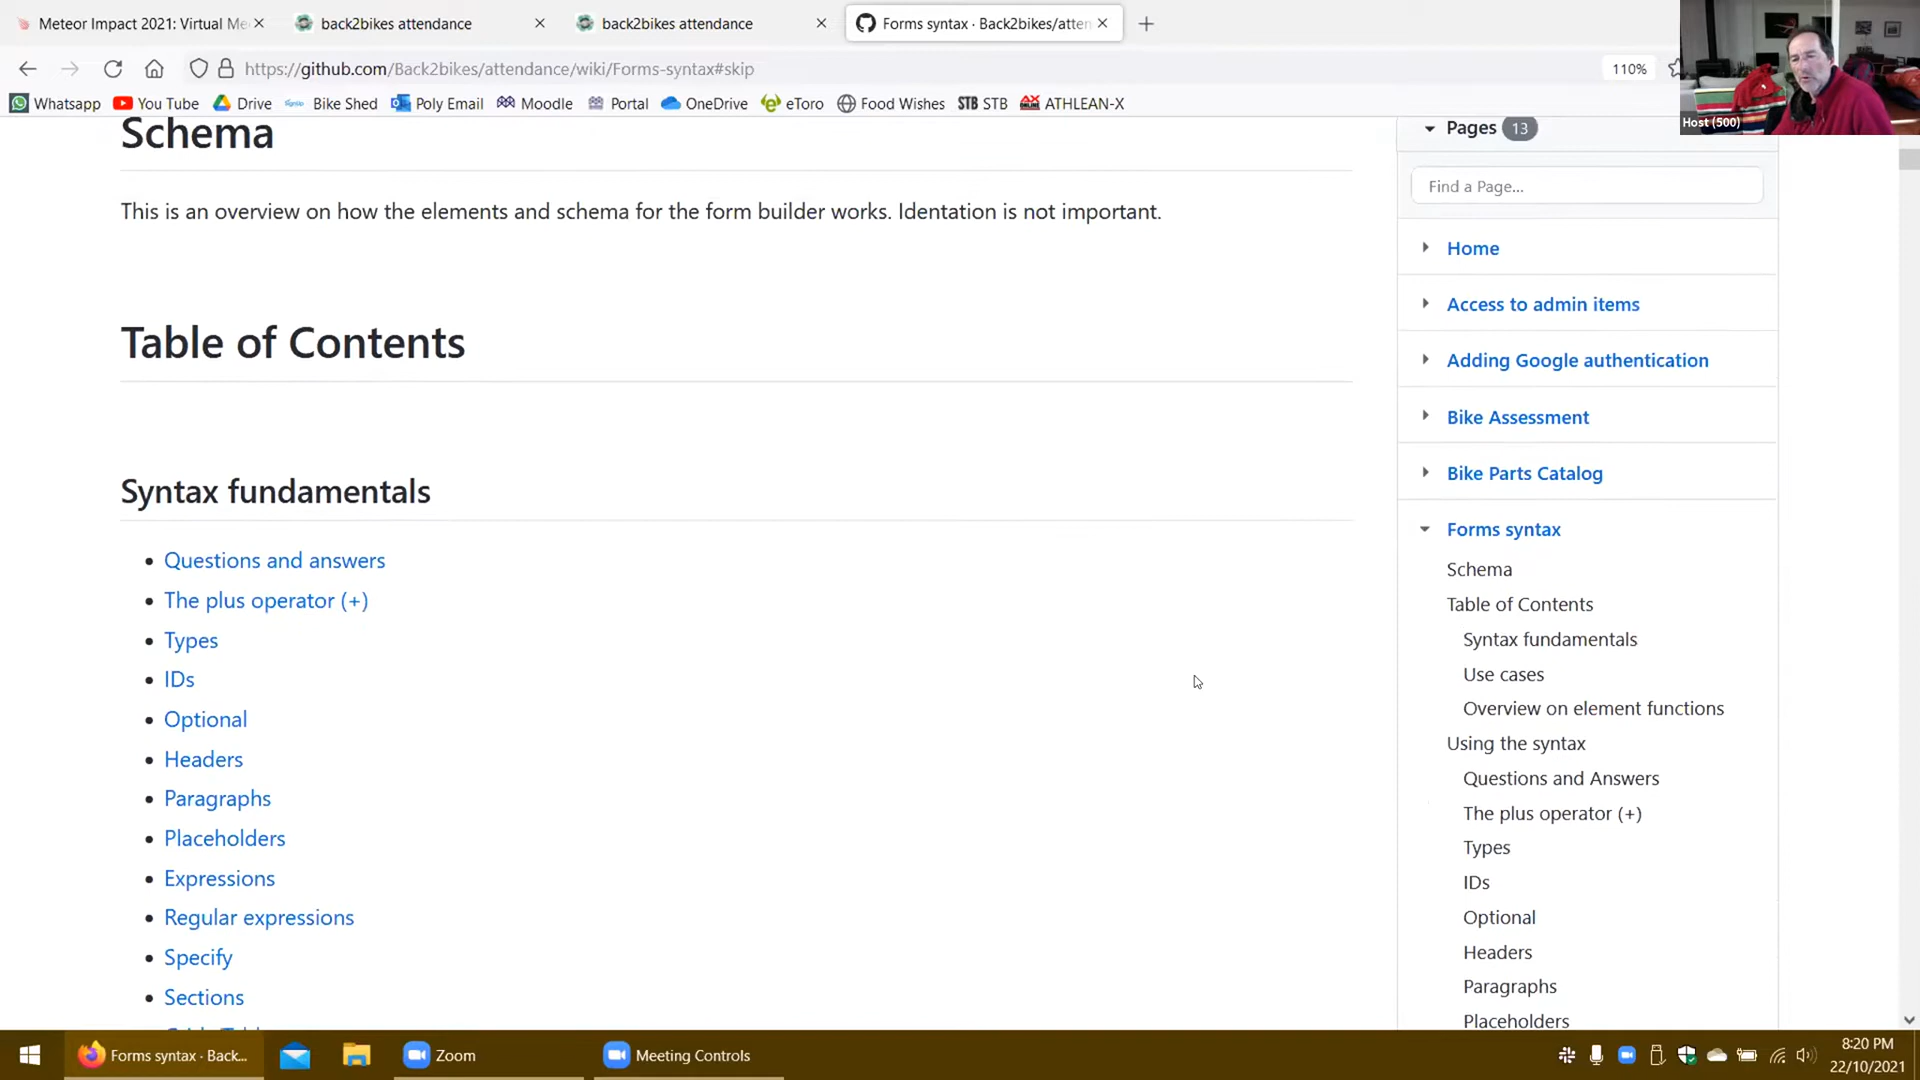 Meteor Impact 2021: Virtual Me
back2bikes attendance
back2bikes attendance
Forms syntax · Back2bikes/atten
https://github.com/Back2bikes/attendance/wiki/Forms-syntax#skip
110%
Whatsapp
You Tube
Drive
Bike Shed
Poly Email
Moodle
Portal
OneDrive
eToro
Food Wishes
STB STB
ATHLEAN-X
Host (500)
Schema
This is an overview on how the elements and schema for the form builder works. Identation is not important.
Table of Contents
Syntax fundamentals
• Questions and answers
• The plus operator (+)
• Types
• IDs
• Optional
• Headers
• Paragraphs
• Placeholders
• Expressions
• Regular expressions
• Specify
• Sections
Pages 13
Find a Page...
Home
Access to admin items
Adding Google authentication
Bike Assessment
Bike Parts Catalog
Forms syntax
Schema
Table of Contents
Syntax fundamentals
Use cases
Overview on element functions
Using the syntax
Questions and Answers
The plus operator (+)
Types
IDs
Optional
Headers
Paragraphs
Placeholders
Forms syntax · Back...
Zoom
Meeting Controls
8:20 PM
22/10/2021